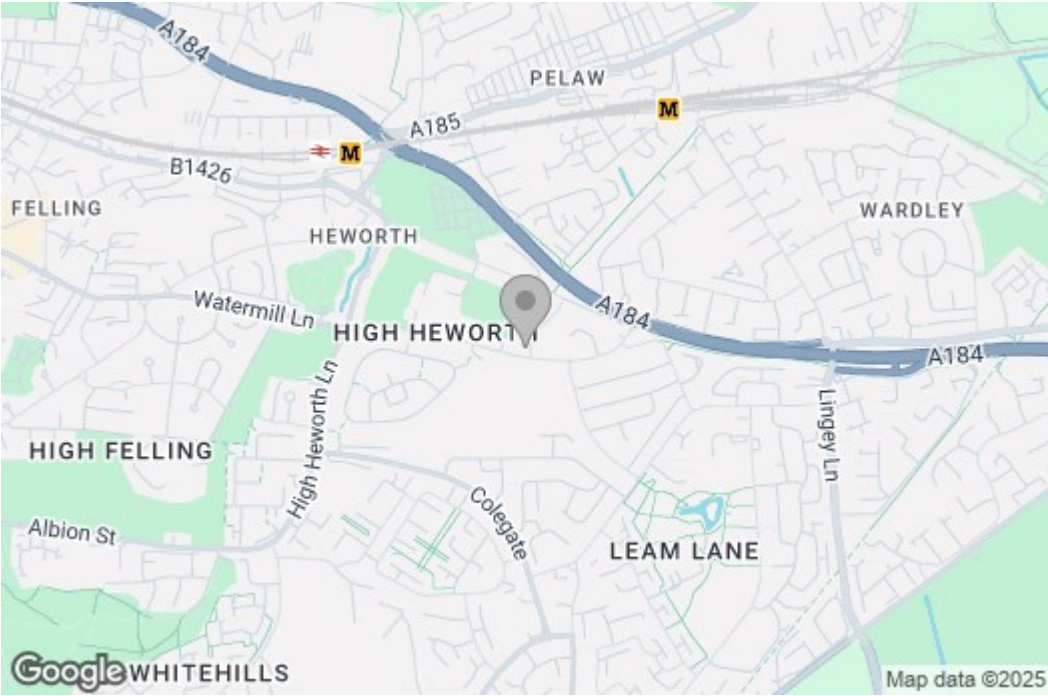 A184
PELAW
M
A185
M
B1426
FELLING
WARDLEY
HEWORTH
Watermill Ln
A184
HIGH HEWORTH
A184
High Heworth Ln
Lingey Ln
HIGH FELLING
Colegate
Albion St
LEAM LANE
Google
WHITEHILLS
Map data ©2025